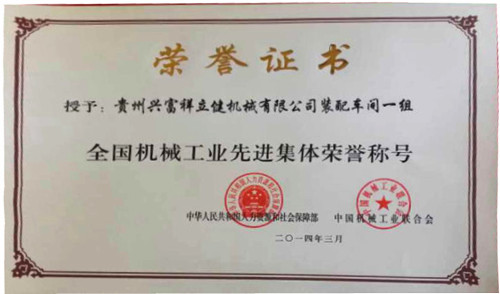 荣誉证书
授予：贵州兴富祥立健机械有限公司装配车间一组
全国机械工业先进集体荣誉称号
中华人民共和国人力资源和社会保障部 中国机械工业联合会
二〇一四年三月